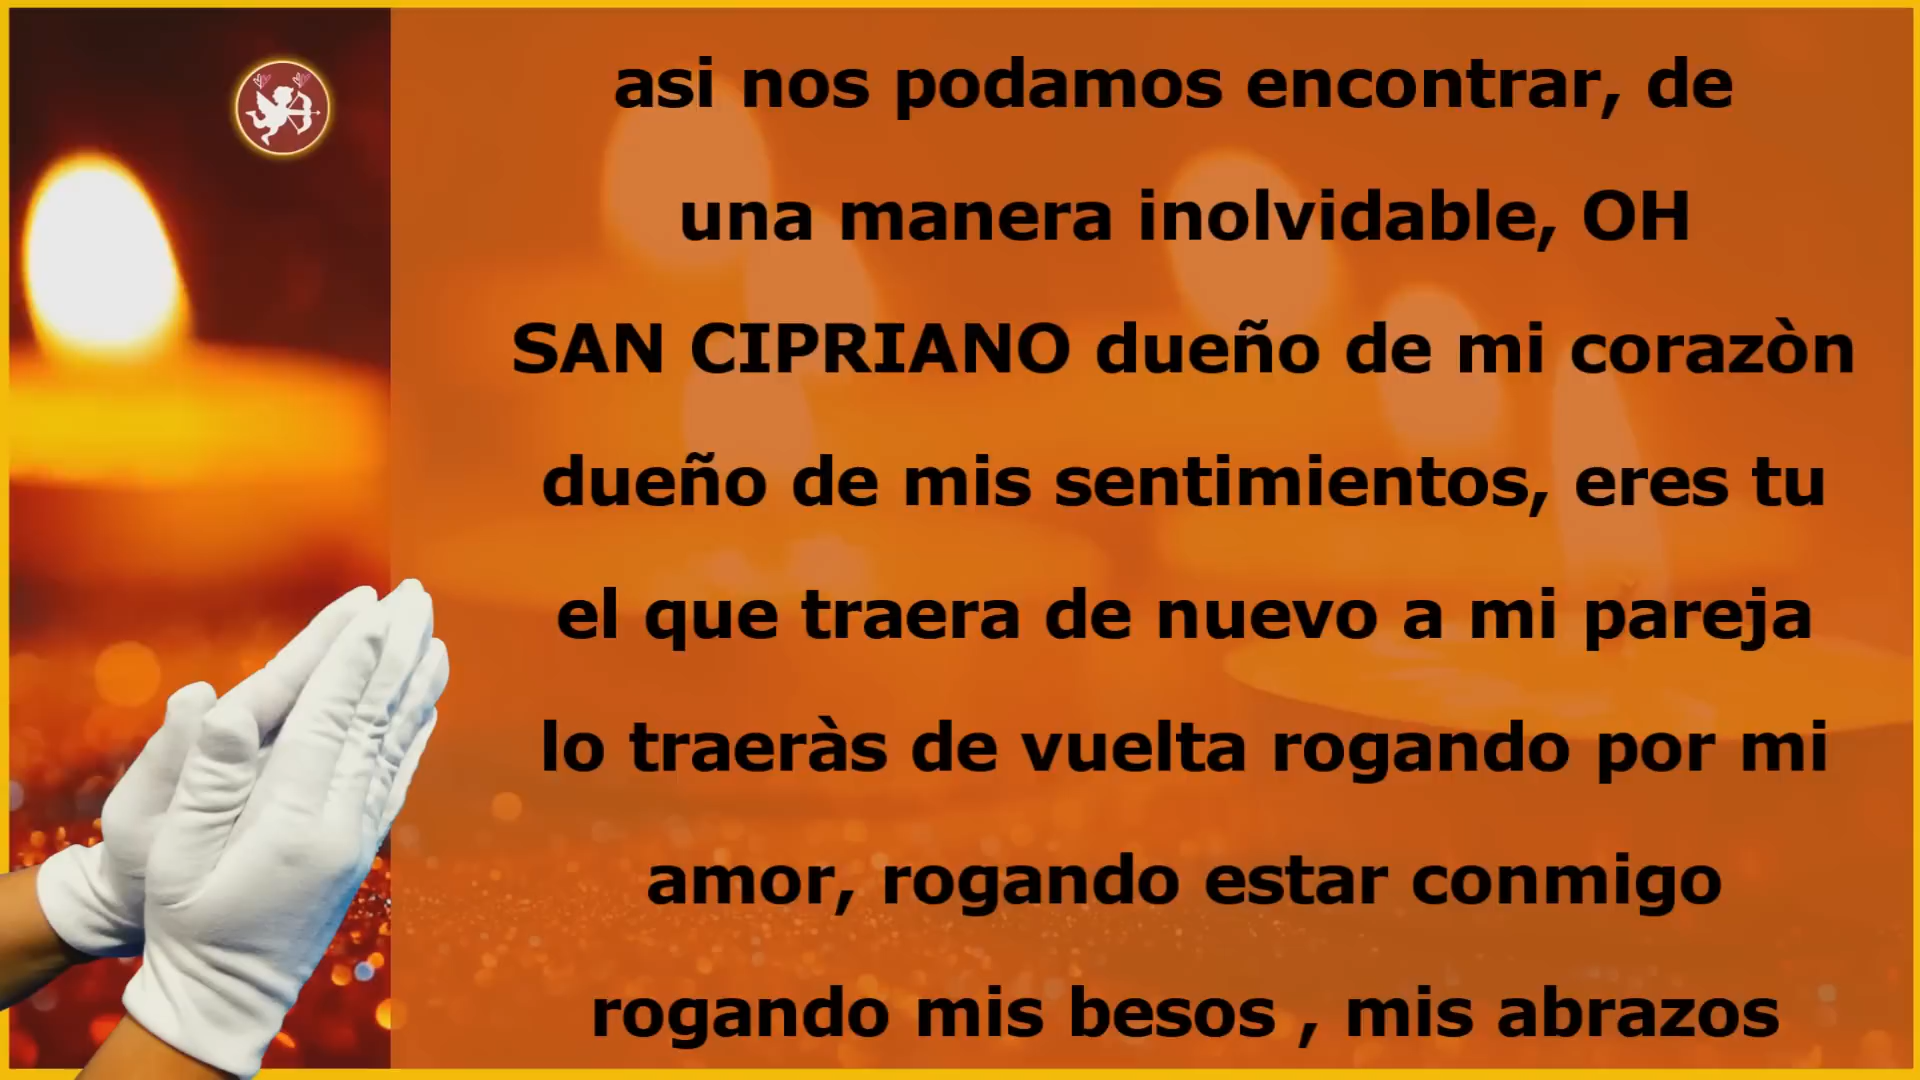 asi nos podamos encontrar, de
una manera inolvidable, OH
SAN CIPRIANO dueño de mi corazòn
dueño de mis sentimientos, eres tu
el que traera de nuevo a mi pareja
lo traeràs de vuelta rogando por mi
amor, rogando estar conmigo
rogando mis besos , mis abrazos